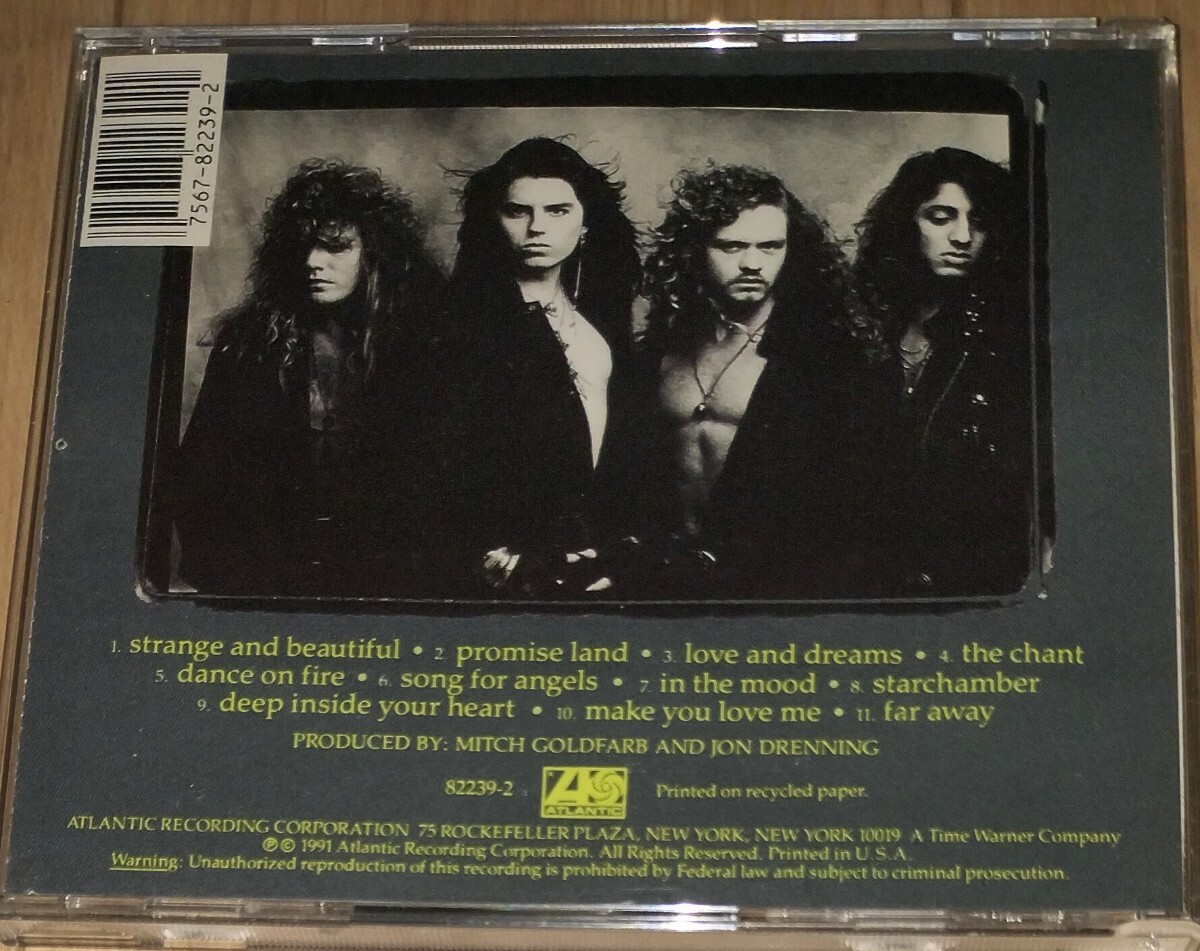 7567-82239-2
1. strange and beautiful • 2. promise land • 3. love and dreams • 4. the chant
5. dance on fire • 6. song for angels • 7. in the mood • 8. starchamber
9. deep inside your heart • 10. make you love me • 11. far away
PRODUCED BY: MITCH GOLDFARB AND JON DRENNING
82239-2
ATLANTIC
Printed on recycled paper.
ATLANTIC RECORDING CORPORATION 75 ROCKEFELLER PLAZA, NEW YORK, NEW YORK 10019 A Time Warner Company
℗© 1991 Atlantic Recording Corporation. All Rights Reserved. Printed in U.S.A.
Warning: Unauthorized reproduction of this recording is prohibited by Federal law and subject to criminal prosecution.